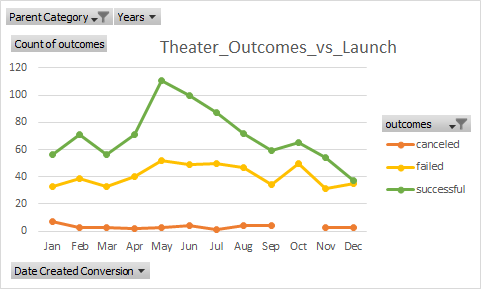 Parent Category Years
Count of outcomes
Theater_Outcomes_vs_Launch
120
100
80
60
40
20
0
Jan Feb Mar Apr May Jun Jul Aug Sep Oct Nov Dec
outcomes
canceled
failed
successful
Date Created Conversion